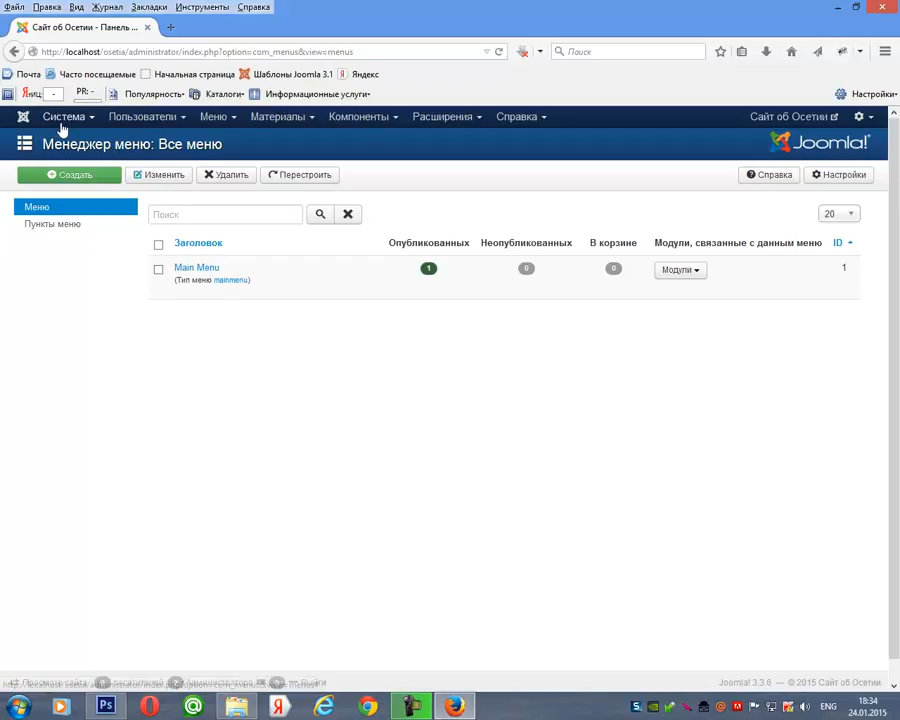 Файл Правка Вид Журнал Закладки Инструменты Справка
Сайт об Осетии - Панель ...
http://localhost/osetia/administrator/index.php?option=com_menus&view=menus
Поиск
Почта Часто посещаемые Начальная страница Шаблоны Joomla 3.1 Яндекс
Яндекс PR: - Популярность Каталоги Информационные услуги Настройки
Система Пользователи Меню Материалы Компоненты Расширения Справка Сайт об Осетии
Менеджер меню: Все меню Joomla!
Создать Изменить Удалить Перестроить Справка Настройки
Меню
Пункты меню
Поиск 20
Заголовок Опубликованных Неопубликованных В корзине Модули, связанные с данным меню ID
Main Menu 1 0 0 Модули 1
(Тип меню mainmenu)
Joomla! 3.3.6 — © 2015 Сайт об Осетии
ENG 18:34
24.01.2015